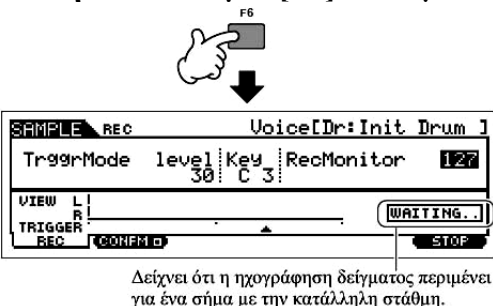 F6
SAMPLE REC Voice[Dr:Init Drum ]
TrggrMode level Key RecMonitor 127
30 C 3
VIEW L
R
TRIGGER
WAITING..
REC CONFM STOP
Δείχνει ότι η ηχογράφηση δείγματος περιμένει
για ένα σήμα με την κατάλληλη στάθμη.